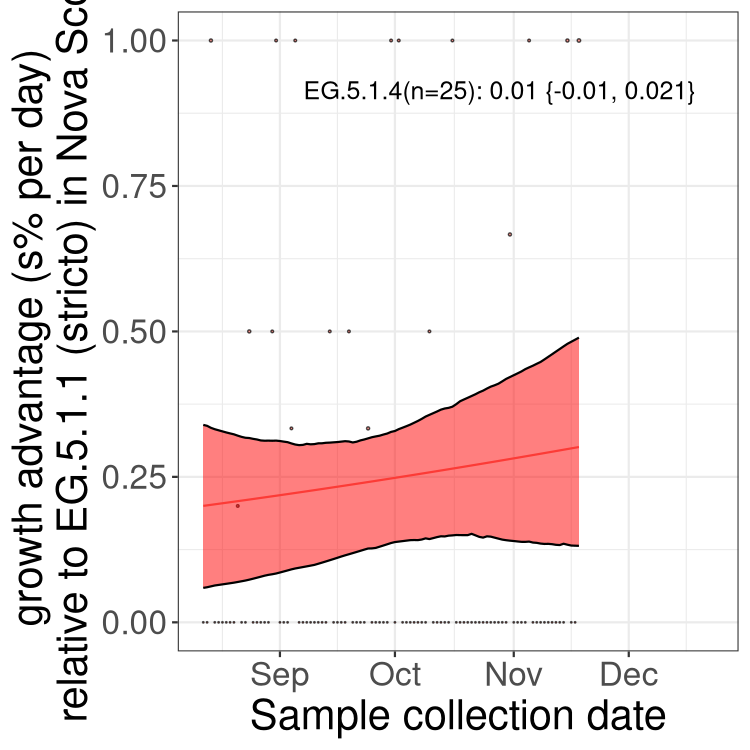 growth advantage (s% per day)
relative to EG.5.1.1 (stricto) in Nova
1.00
0.75
0.50
0.25
0.00
EG.5.1.4(n=25): 0.01 {-0.01, 0.021}
Sep Oct Nov Dec
Sample collection date